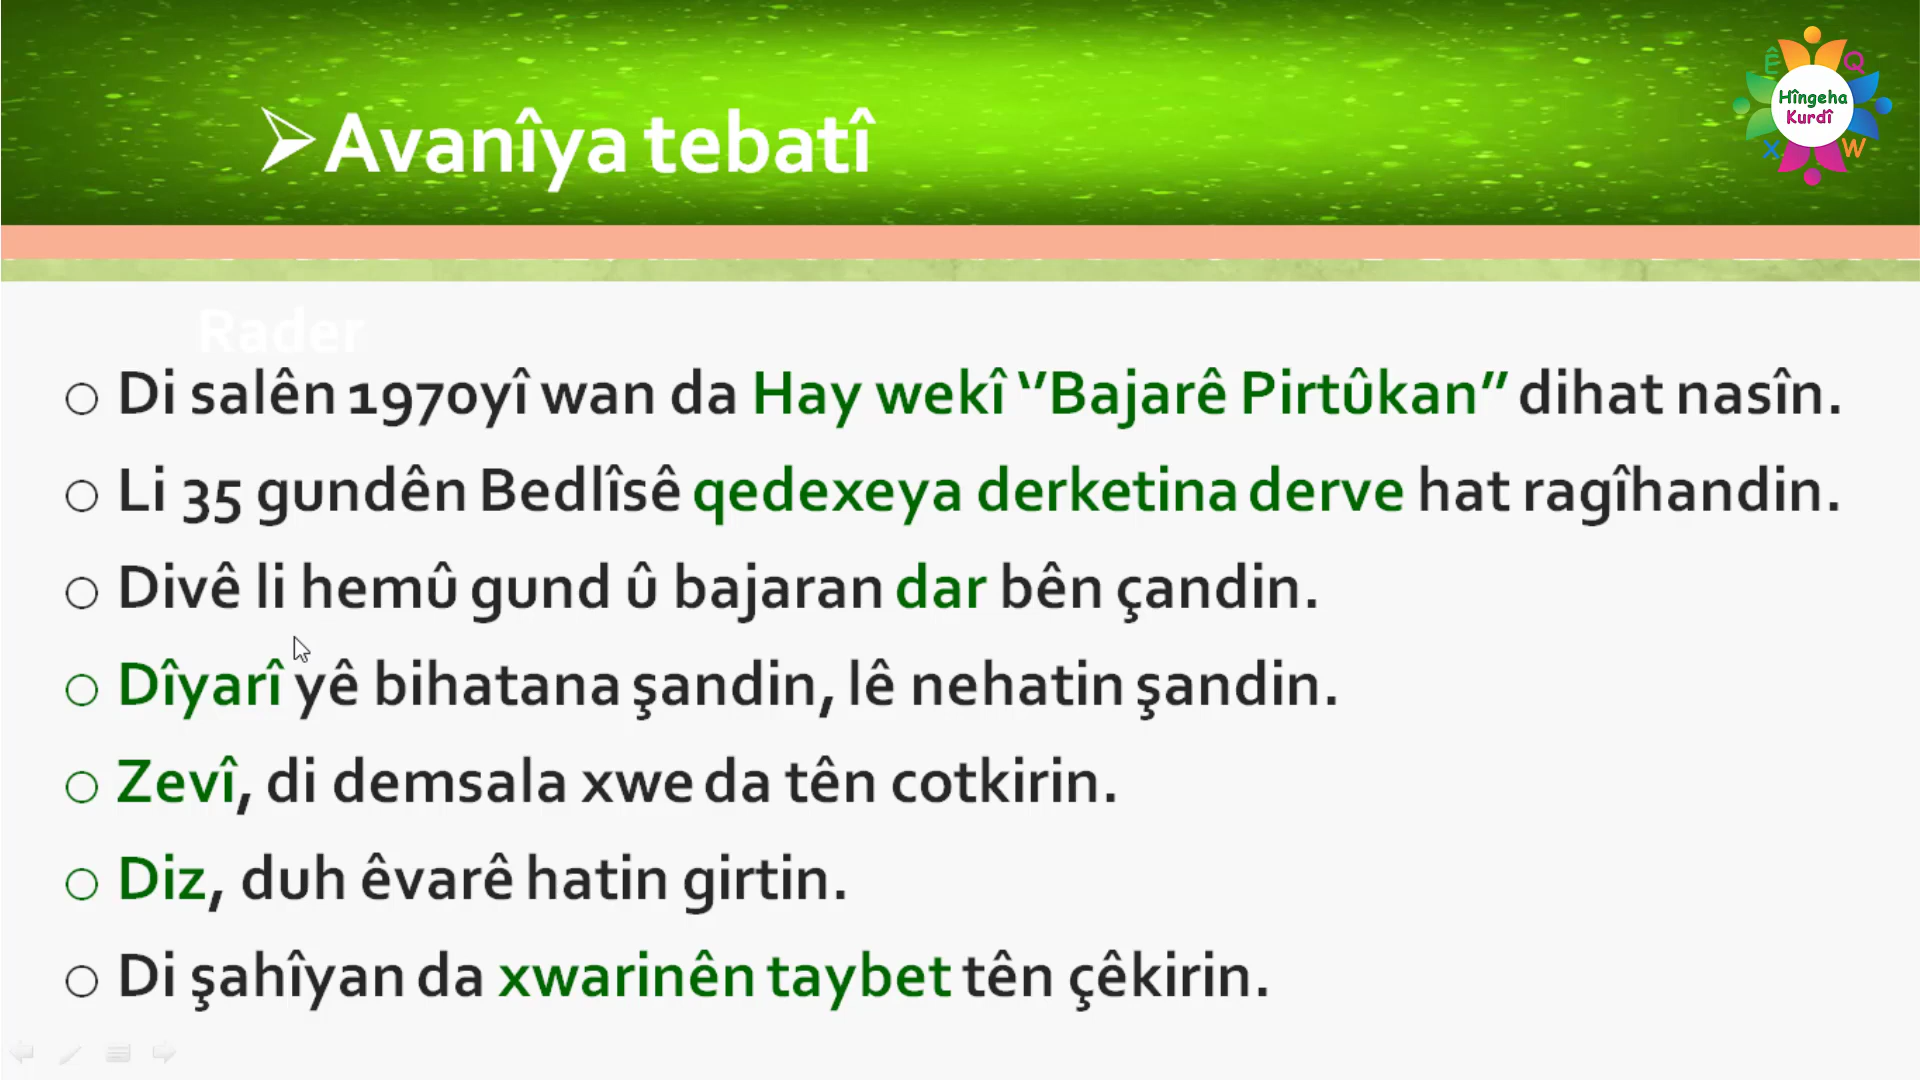 Ê Q
Hîngeha
Kurdî
X W
➢Avanîya tebatî
Rader
○ Di salên 1970yî wan da Hay wekî ‘’Bajarê Pirtûkan’’ dihat nasîn.
○ Li 35 gundên Bedlîsê qedexeya derketina derve hat ragîhandin.
○ Divê li hemû gund û bajaran dar bên çandin.
○ Dîyarî yê bihatana şandin, lê nehatin şandin.
○ Zevî, di demsala xwe da tên cotkirin.
○ Diz, duh êvarê hatin girtin.
○ Di şahîyan da xwarinên taybet tên çêkirin.